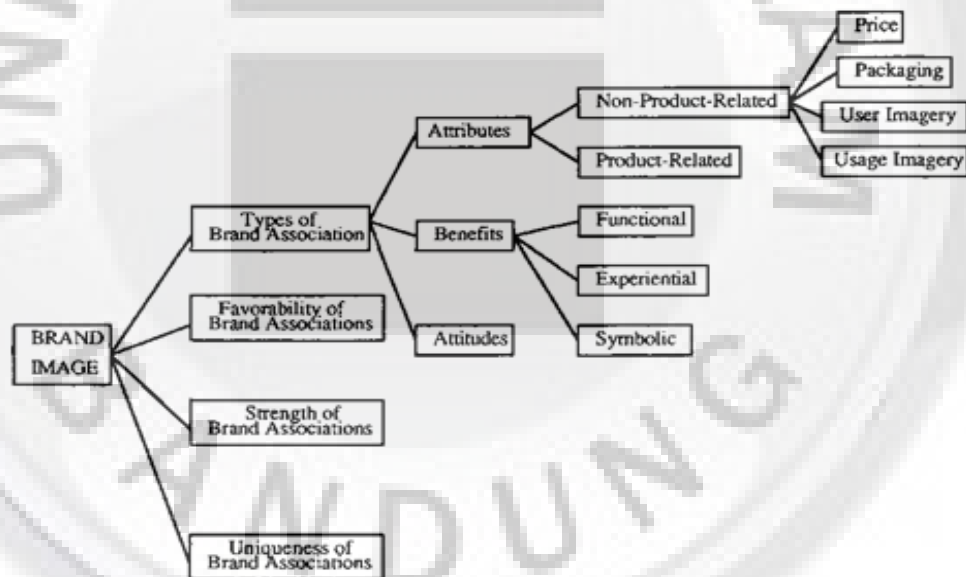 Price
Packaging
Non-Product-Related
User Imagery
Attributes
Usage Imagery
Product-Related
Types of
Brand Association
Functional
Benefits
Experiential
Favorability of
Brand Associations
BRAND
IMAGE
Attitudes
Symbolic
Strength of
Brand Associations
Uniqueness of
Brand Associations
BANDUNG